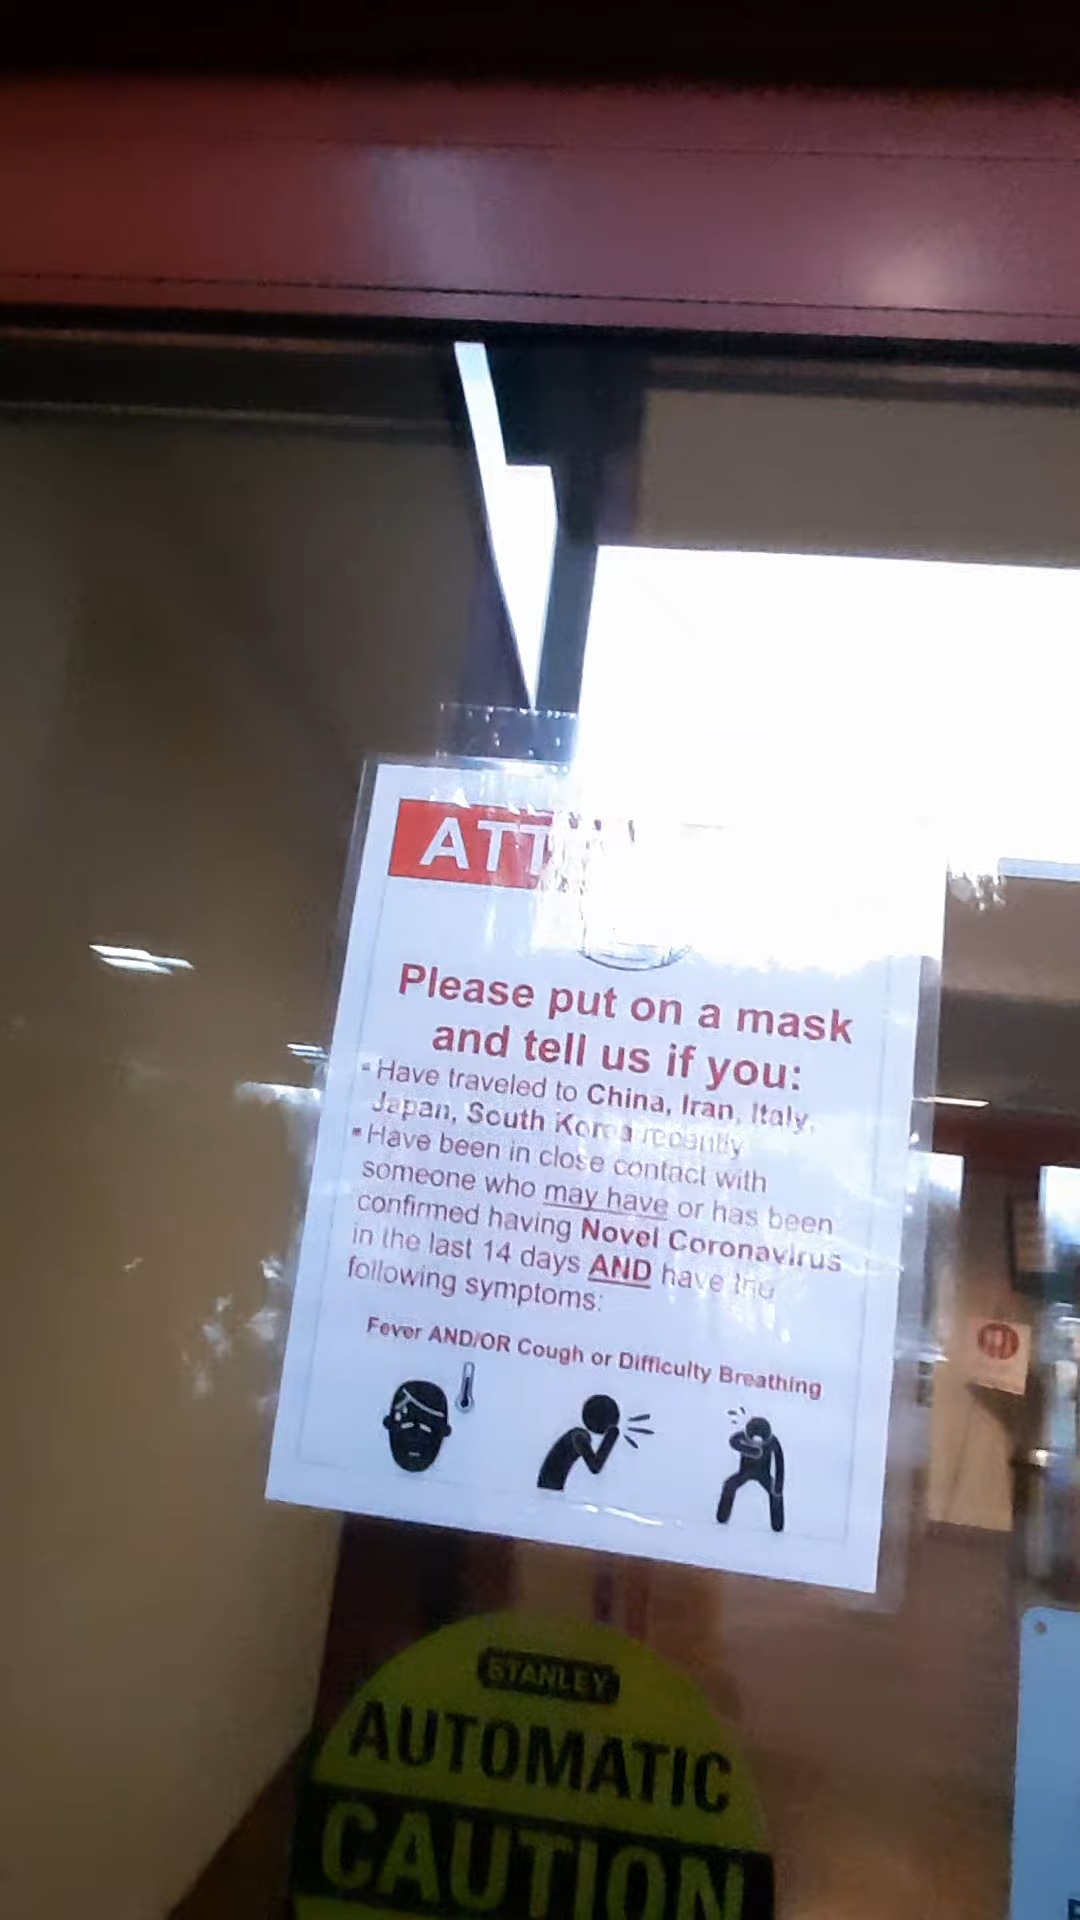 ATT
Please put on a mask
and tell us if you:
▪ Have traveled to China, Iran, Italy,
Japan, South Korea recently
▪ Have been in close contact with
someone who may have or has been
confirmed having Novel Coronavirus
in the last 14 days AND have the
following symptoms:
Fever AND/OR Cough or Difficulty Breathing
STANLEY
AUTOMATIC
CAUTION